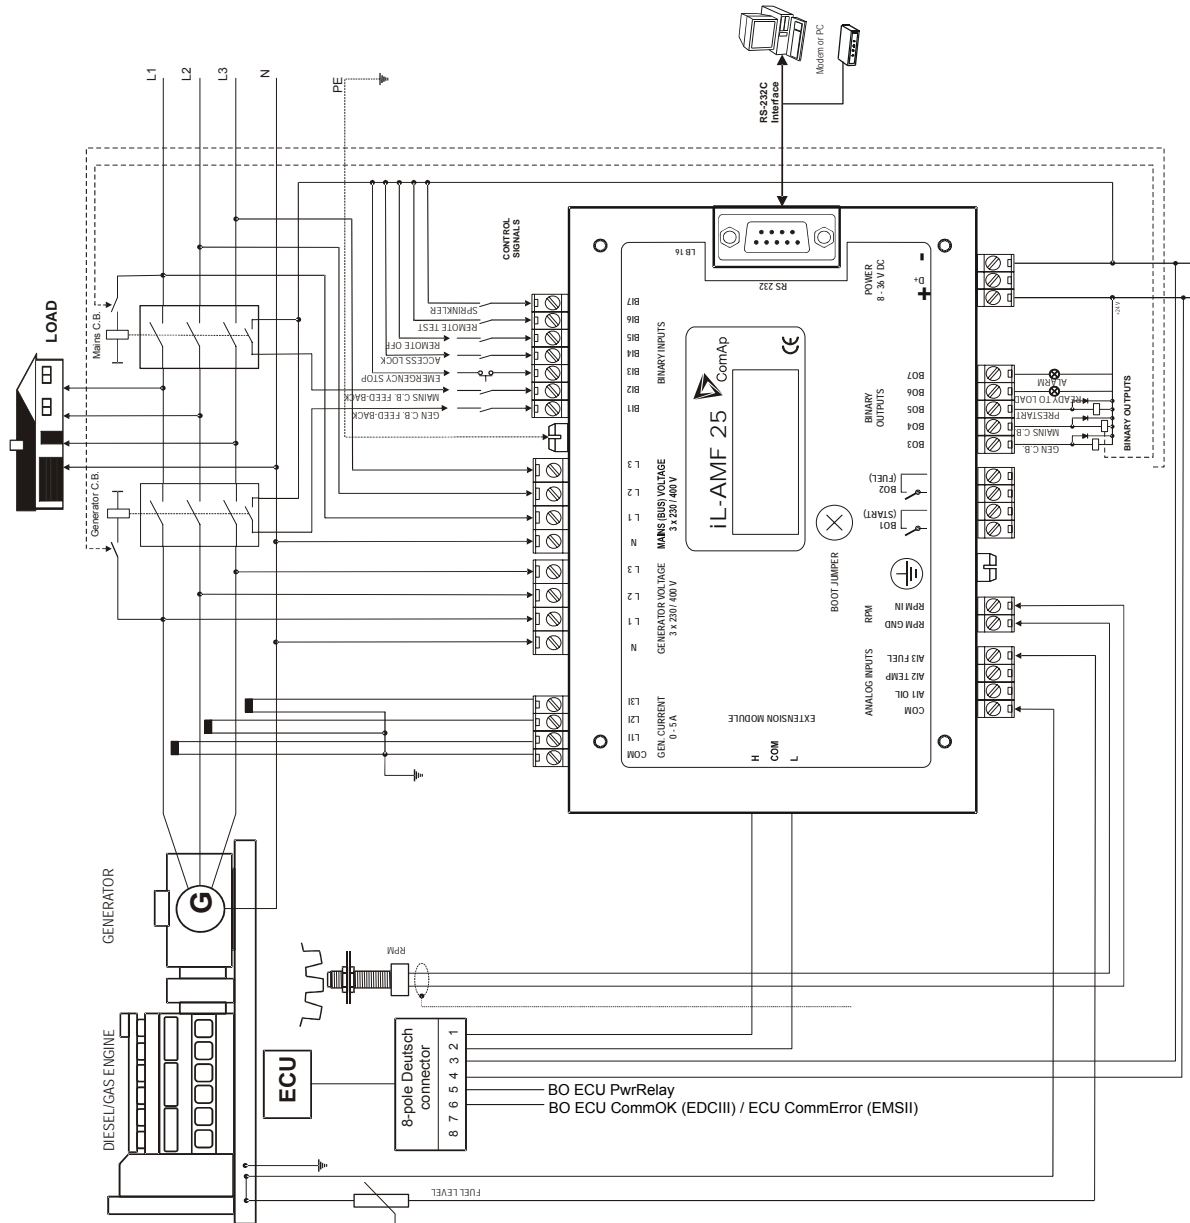 L1
L2
L3
N
PE
Modem or PC
RS-232C
Interface
LOAD
Mains C.B.
Generator C.B.
CONTROL
SIGNALS
SPRINKLER
REMOTE TEST
REMOTE OFF
ACCESS LOCK
EMERGENCY STOP
MAINS C.B. FEED-BACK
GEN C.B. FEED-BACK
BI7
BI6
BI5
BI4
BI3
BI2
BI1
BINARY INPUTS
LB 16
RS 232
POWER
8 - 36 V DC
-
D+
+
+24 V
iL-AMF 25
ComAp
CE
BINARY
OUTPUTS
BO7
BO6
BO5
BO4
BO3
ALARM
READY TO LOAD
PRESTART
MAINS C.B.
GEN C.B.
BINARY OUTPUTS
BO2
(FUEL)
BO1
(START)
BOOT JUMPER
L 3
L 2
L 1
N
MAINS (BUS) VOLTAGE
3 x 230 / 400 V
L 3
L 2
L 1
N
GENERATOR VOLTAGE
3 x 230 / 400 V
L3I
L2I
L1I
COM
GEN. CURRENT
0 - 5 A
RPM
RPM IN
RPM GND
ANALOG INPUTS
AI3 FUEL
AI2 TEMP
AI1 OIL
COM
EXTENSION MODULE
H
COM
L
GENERATOR
G
DIESEL/GAS ENGINE
RPM
ECU
8-pole Deutsch
connector
8 7 6 5 4 3 2 1
BO ECU PwrRelay
BO ECU CommOK (EDCIII) / ECU CommError (EMSII)
FUEL LEVEL